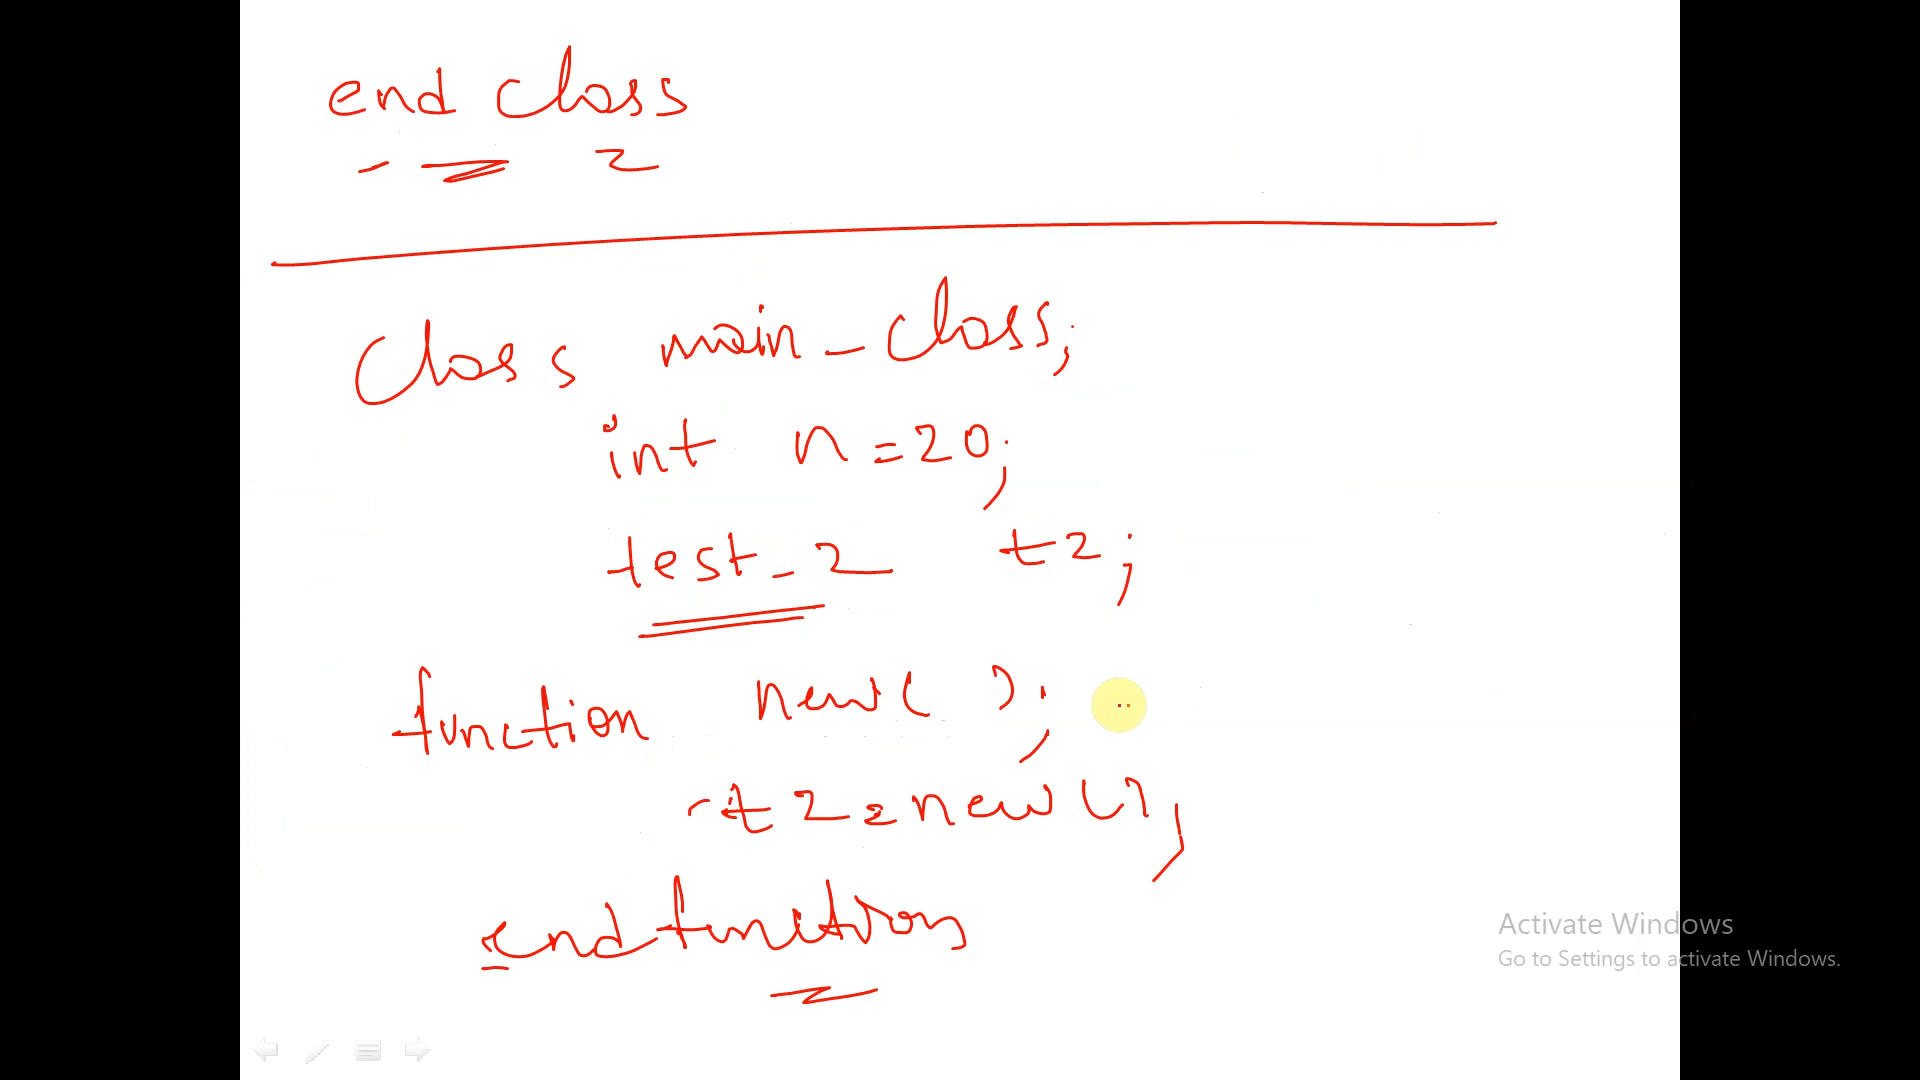 end class
Class main_class;
int n=20;
test_2 t2;
function new( );
t2=new();
endfunction
Activate Windows
Go to Settings to activate Windows.